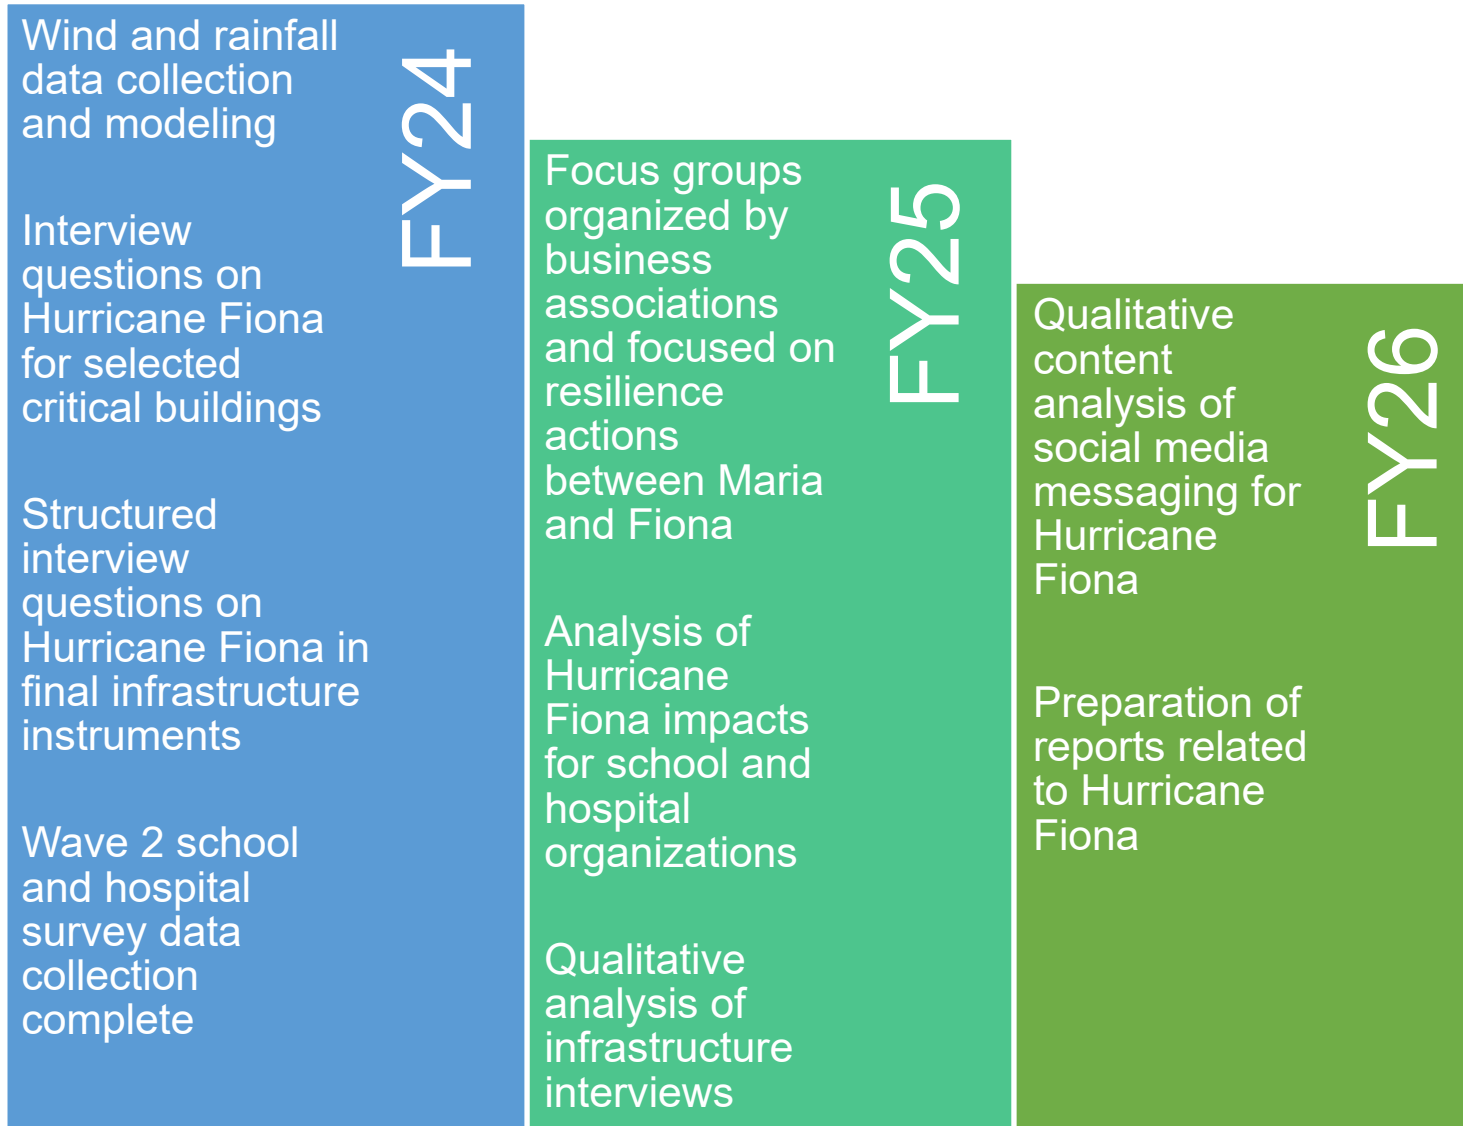 Wind and rainfall
data collection
and modeling
Interview
questions on
Hurricane Fiona
for selected
critical buildings
Structured
interview
questions on
Hurricane Fiona in
final infrastructure
instruments
Wave 2 school
and hospital
survey data
collection
complete
FY24
Focus groups
organized by
business
associations
and focused on
resilience
actions
between Maria
and Fiona
Analysis of
Hurricane
Fiona impacts
for school and
hospital
organizations
Qualitative
analysis of
infrastructure
interviews
FY25
Qualitative
content
analysis of
social media
messaging for
Hurricane
Fiona
Preparation of
reports related
to Hurricane
Fiona
FY26